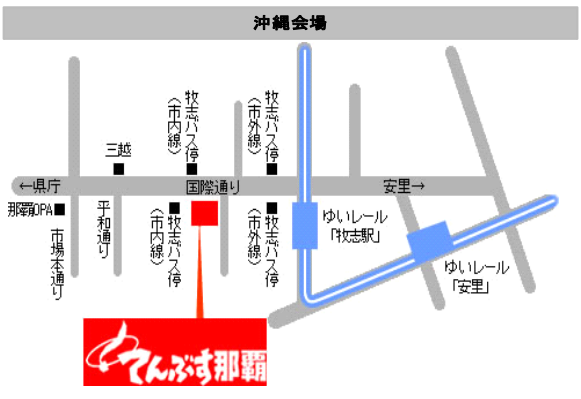 沖縄会場
牧志バス停
〈市内線〉
牧志バス停
〈市外線〉
三越
←県庁
国際通り
安里→
那覇OPA
市場本通り
平和通り
牧志バス停
〈市内線〉
牧志バス停
〈市外線〉
ゆいレール
「牧志駅」
ゆいレール
「安里」
てんぶす那覇